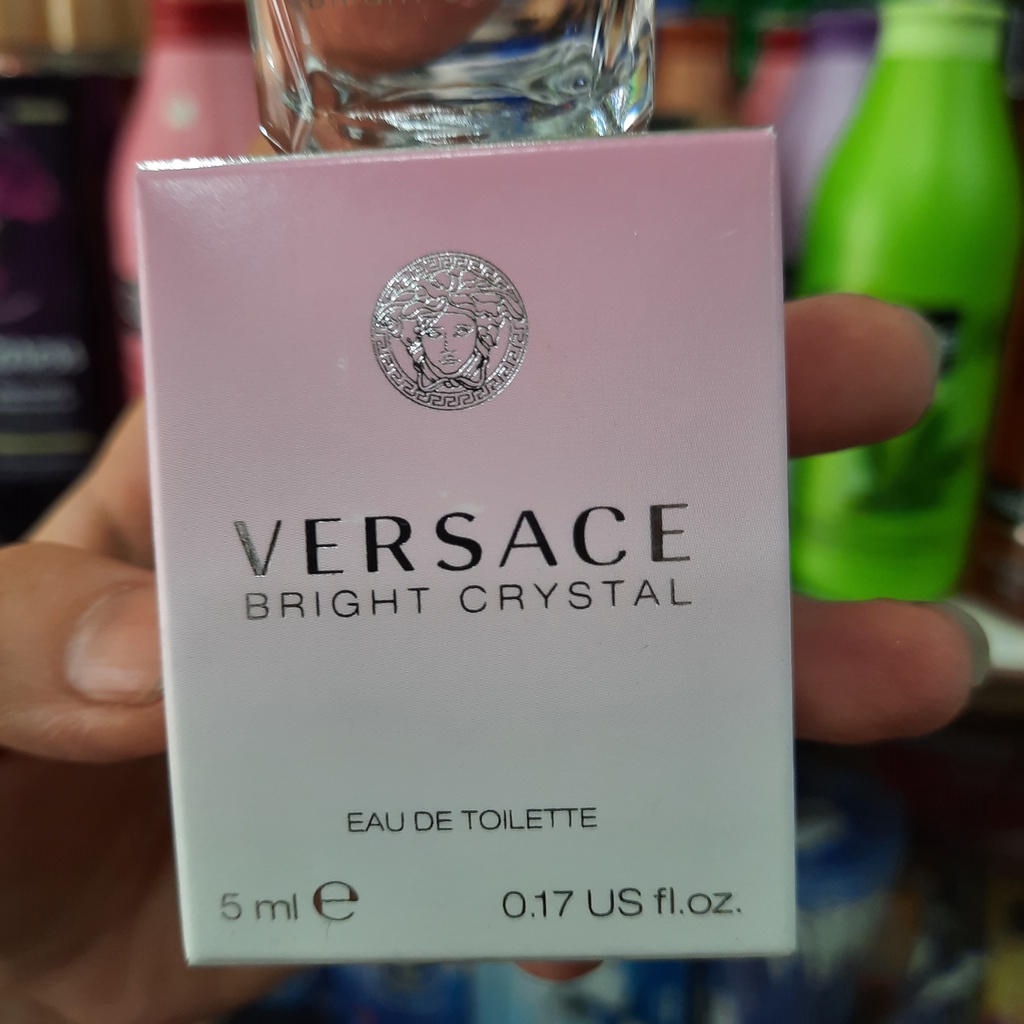 VERSACE
BRIGHT CRYSTAL
EAU DE TOILETTE
5 ml ℮
0.17 US fl.oz.